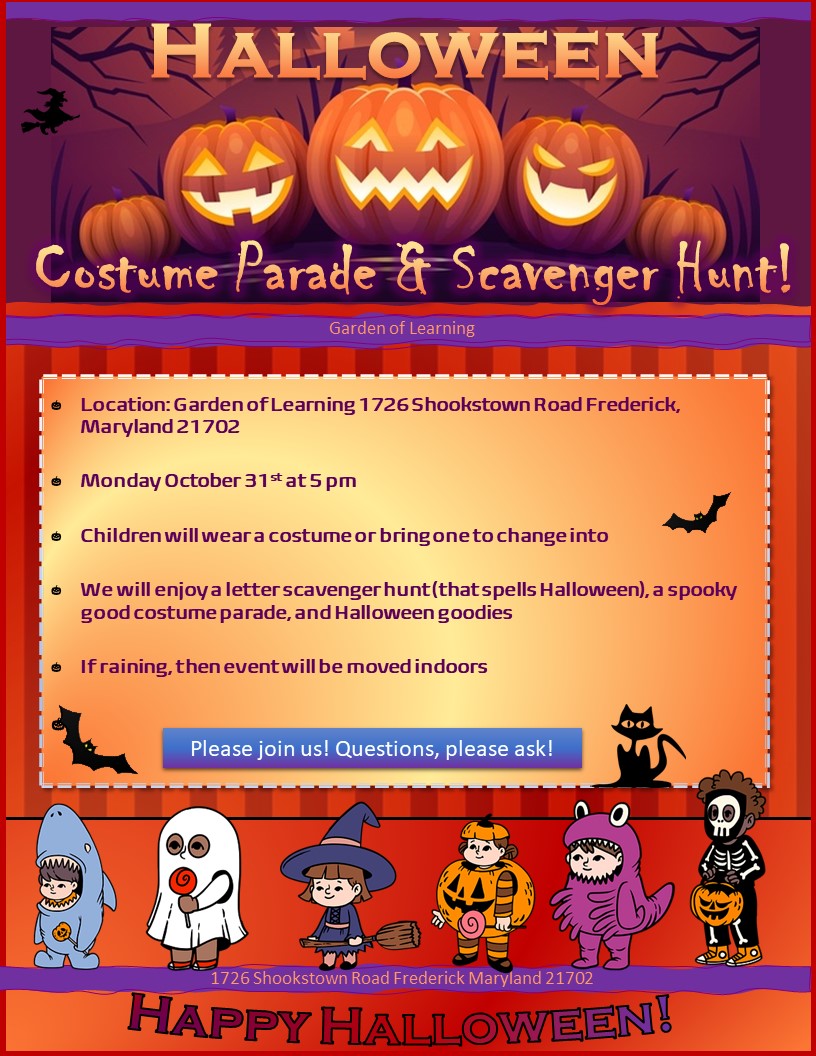 HALLOWEEN
Costume Parade & Scavenger Hunt!
Garden of Learning
Location: Garden of Learning 1726 Shookstown Road Frederick,
Maryland 21702
Monday October 31st at 5 pm
Children will wear a costume or bring one to change into
We will enjoy a letter scavenger hunt (that spells Halloween), a spooky
good costume parade, and Halloween goodies
If raining, then event will be moved indoors
Please join us! Questions, please ask!
1726 Shookstown Road Frederick Maryland 21702
HAPPY HALLOWEEN!